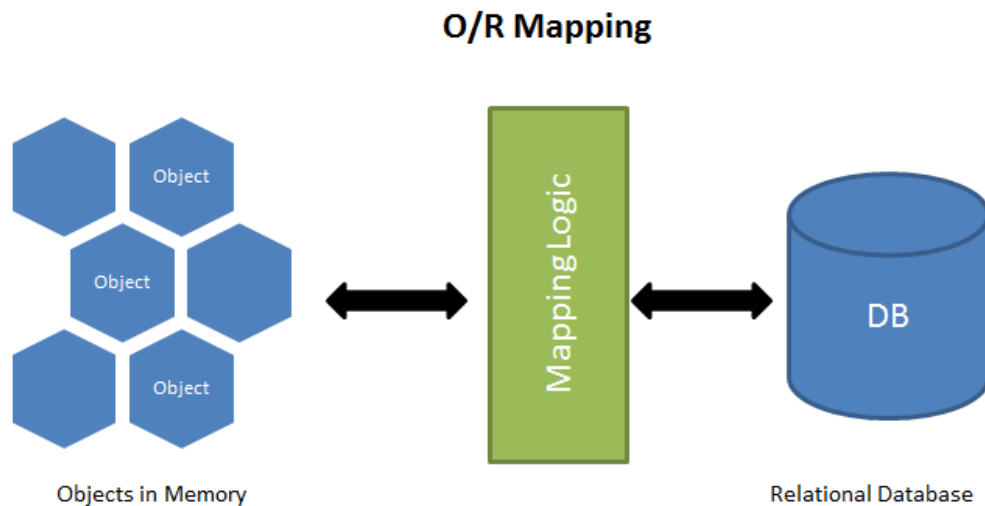 O/R Mapping
Object
Object
Object
Mapping Logic
DB
Objects in Memory
Relational Database